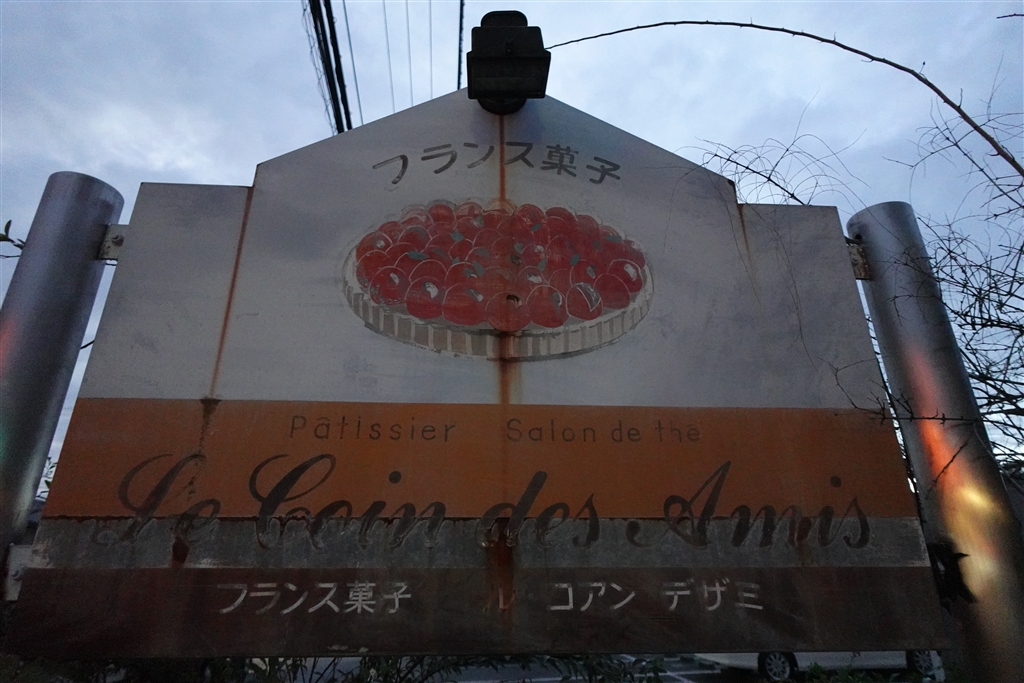 フランス菓子
Pâtissier Salon de thé
Le Coin des Amis
フランス菓子 ル コアン デザミ